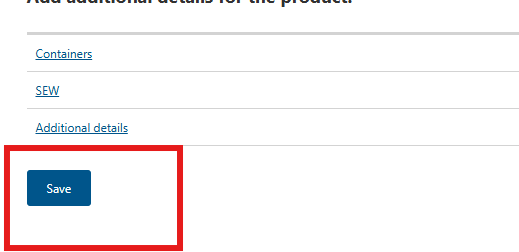 Add additional details for the product.
Containers
SEW
Additional details
Save